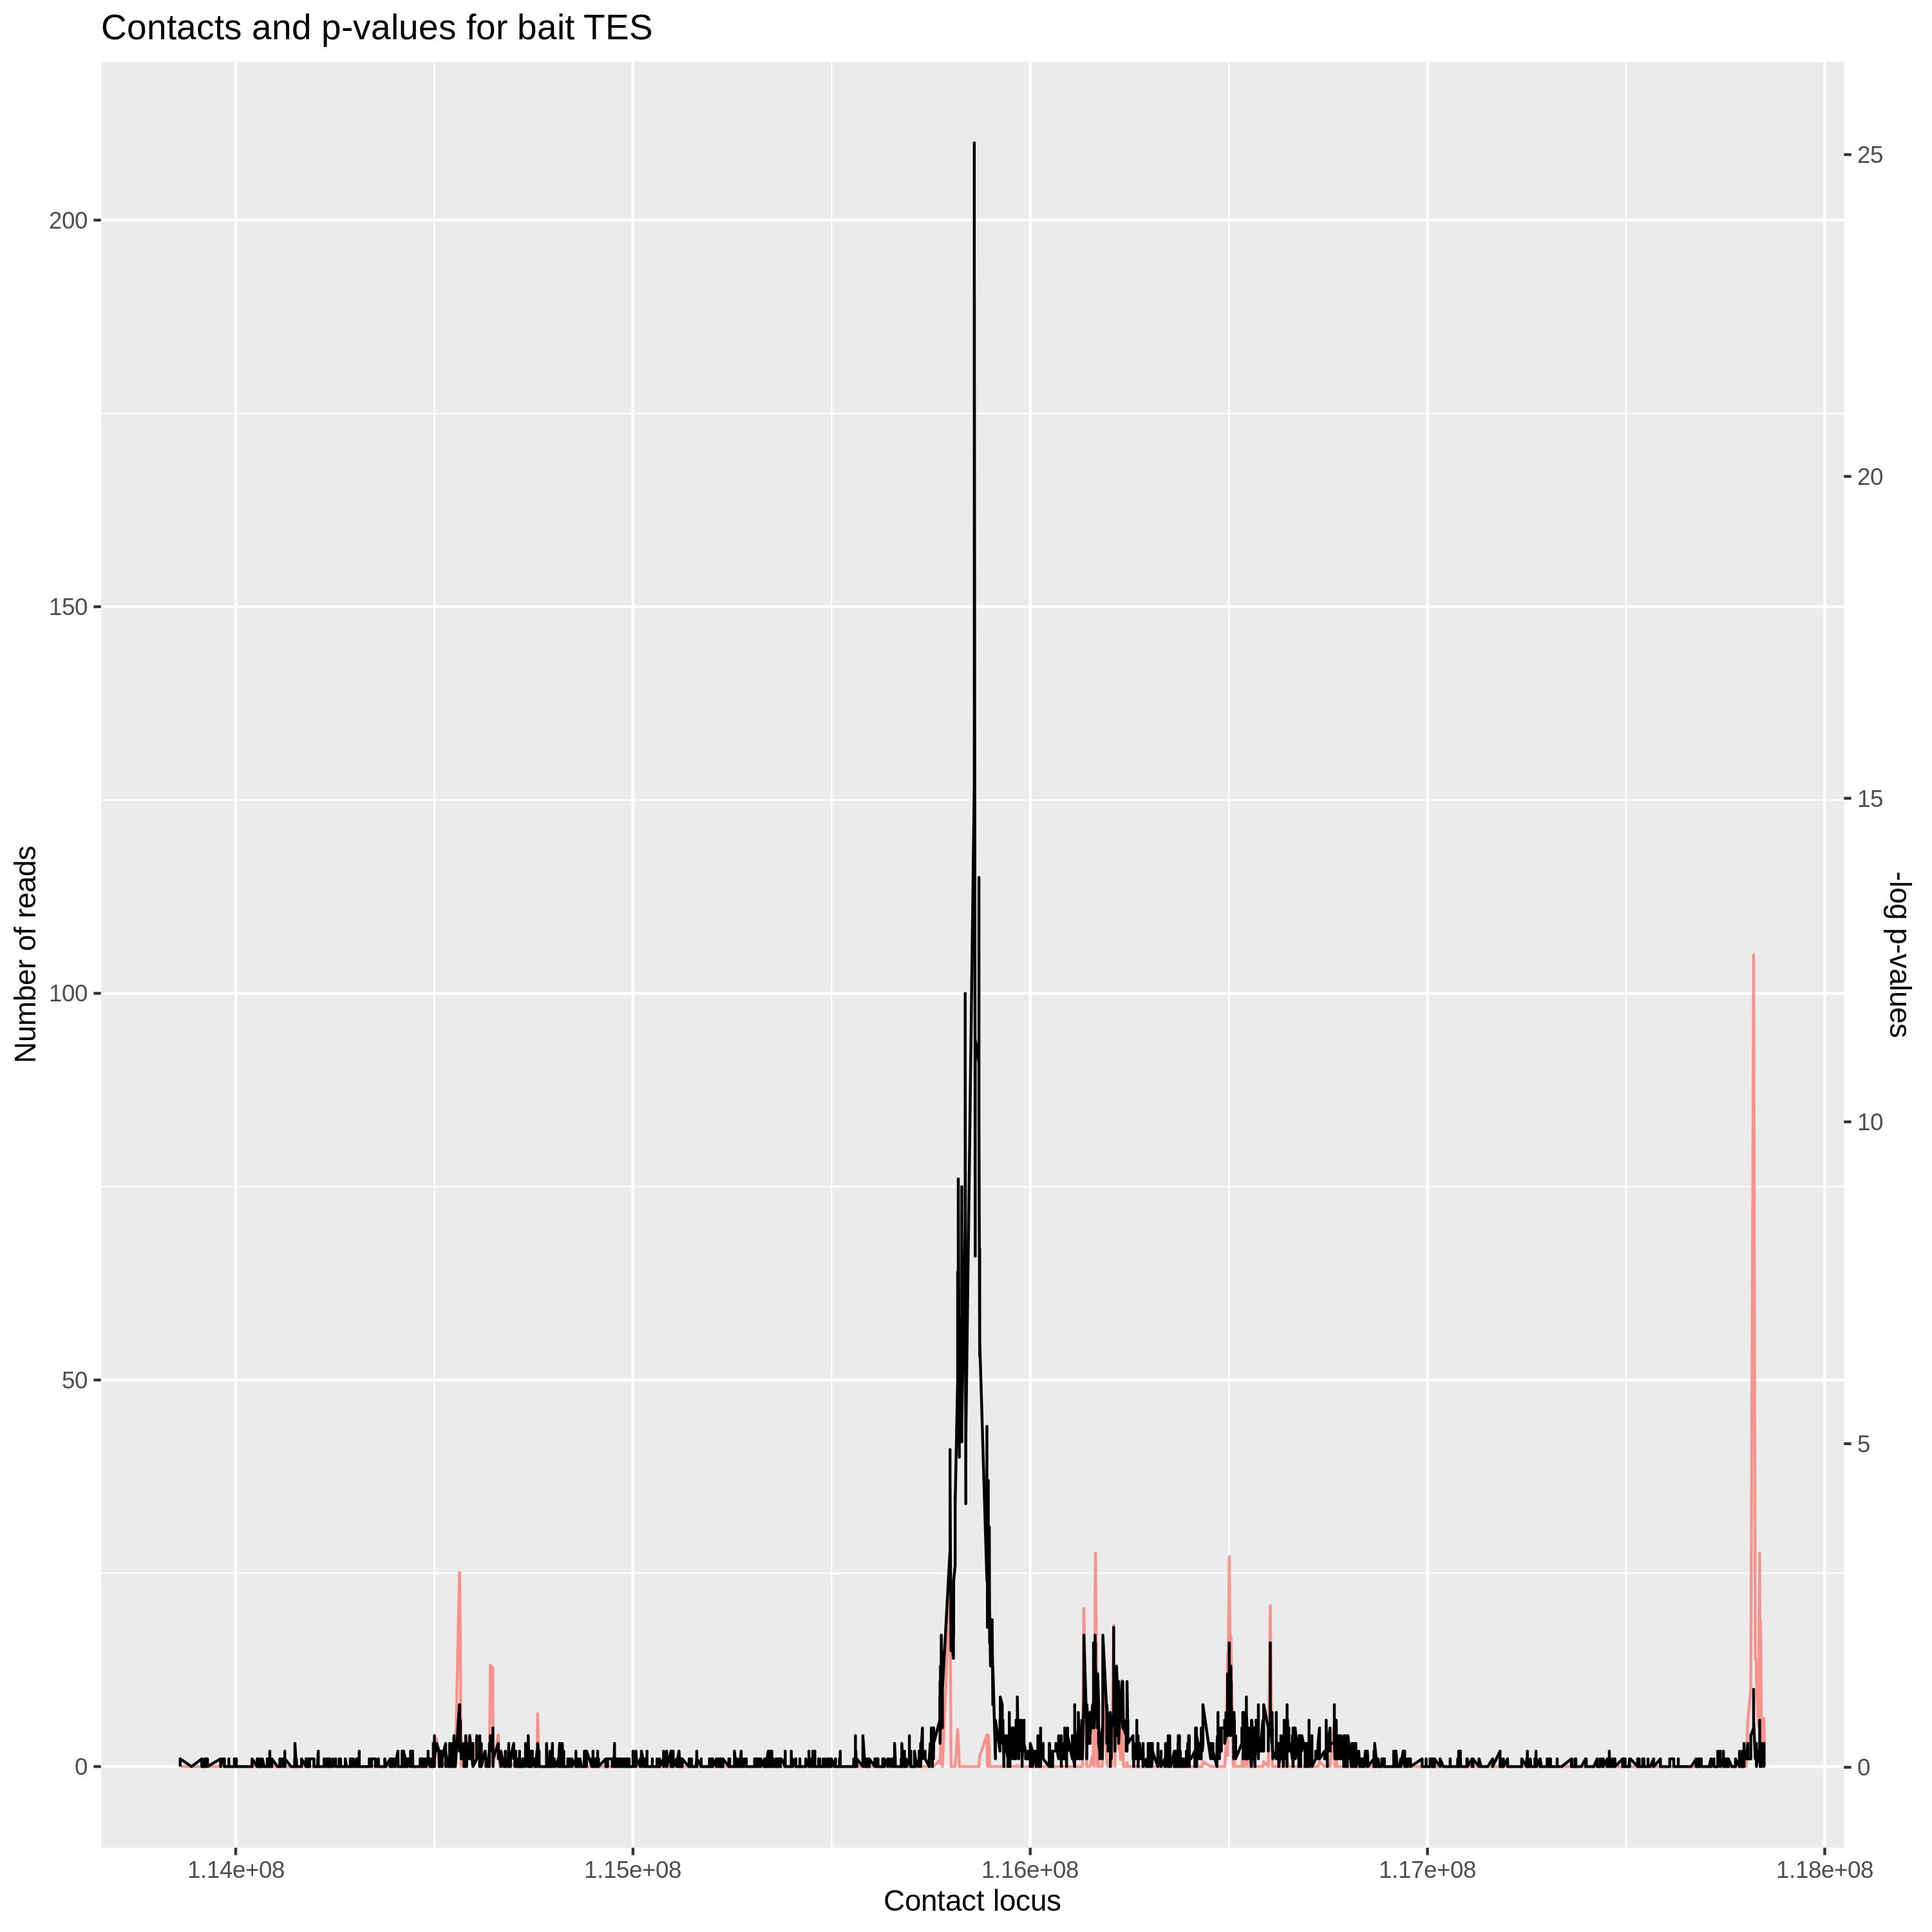 Contacts and p-values for bait TES
Number of reads
200
150
100
50
0
25
20
15
10
5
0
-log p-values
1.14e+08
1.15e+08
1.16e+08
1.17e+08
1.18e+08
Contact locus